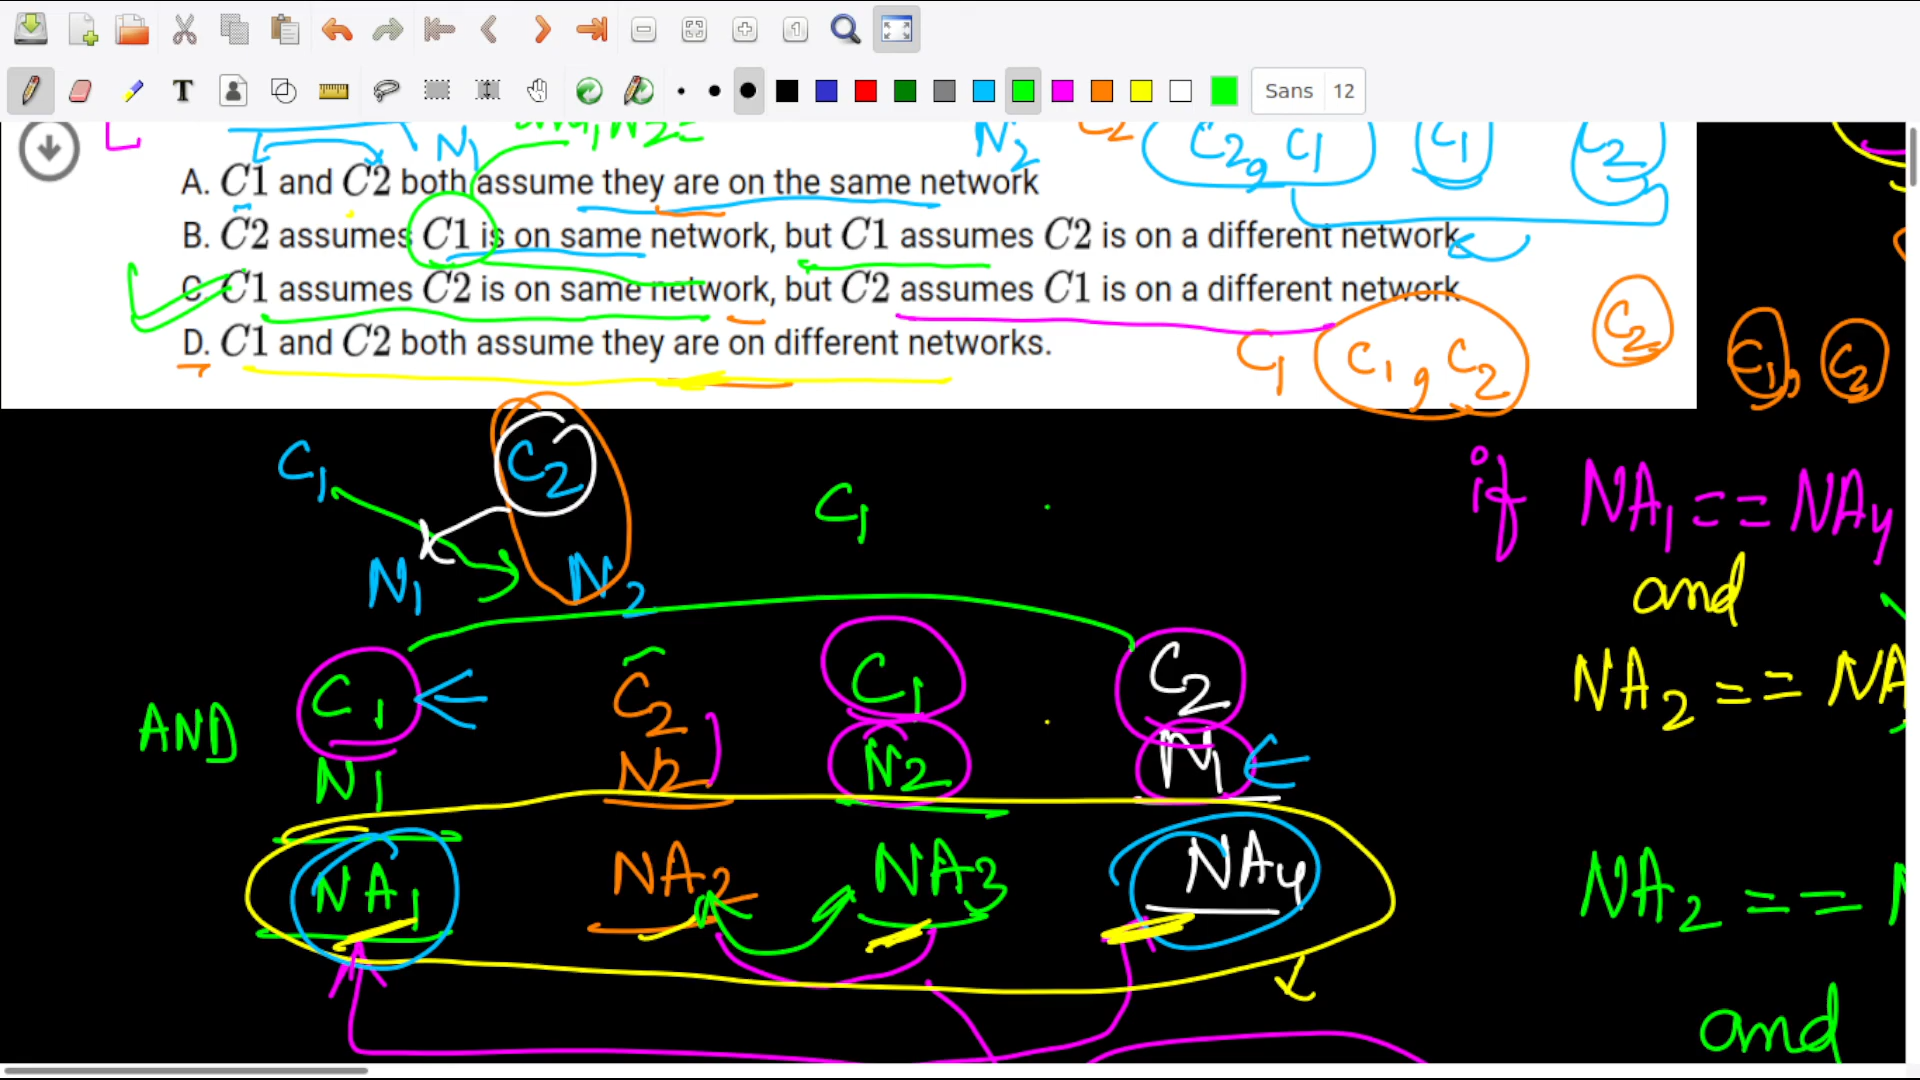 Sans 12
N1 N2 C2 C2, C1 C1 C2
A. C1 and C2 both assume they are on the same network
B. C2 assumes C1 is on same network, but C1 assumes C2 is on a different network
C. C1 assumes C2 is on same network, but C2 assumes C1 is on a different network
D. C1 and C2 both assume they are on different networks.
C1 C1, C2 C2 C1, C2
C1 C2 C1
N1 N2
if NA1 == NA4
and
NA2 == NA
AND C1 C2 C1 C2
N1 N2 N2 N1
NA1 NA2 NA3 NA4
NA2 ==
and